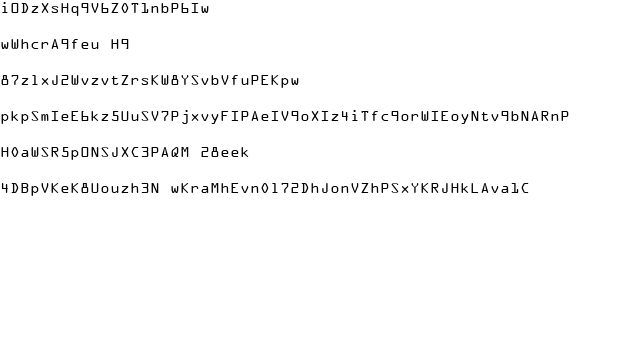 iODzXsHq9V6Z0T1nbP6Iw
wWhcrA9feu H9
87zlxJ2WvzvtZrsKW8YSvbVfuPEKpw
pkpSmIeE6kz5UuSV7PjxvyFIPAeIV9oXIz4iTfc9orWIEoyNtv9bNARnP
H0aWSR5pONSJXC3PAQM 28eek
4DBpVKeK8Uouzh3N wKraMhEvn0l72DhJonVZhPSxYKRJHkLAva1C